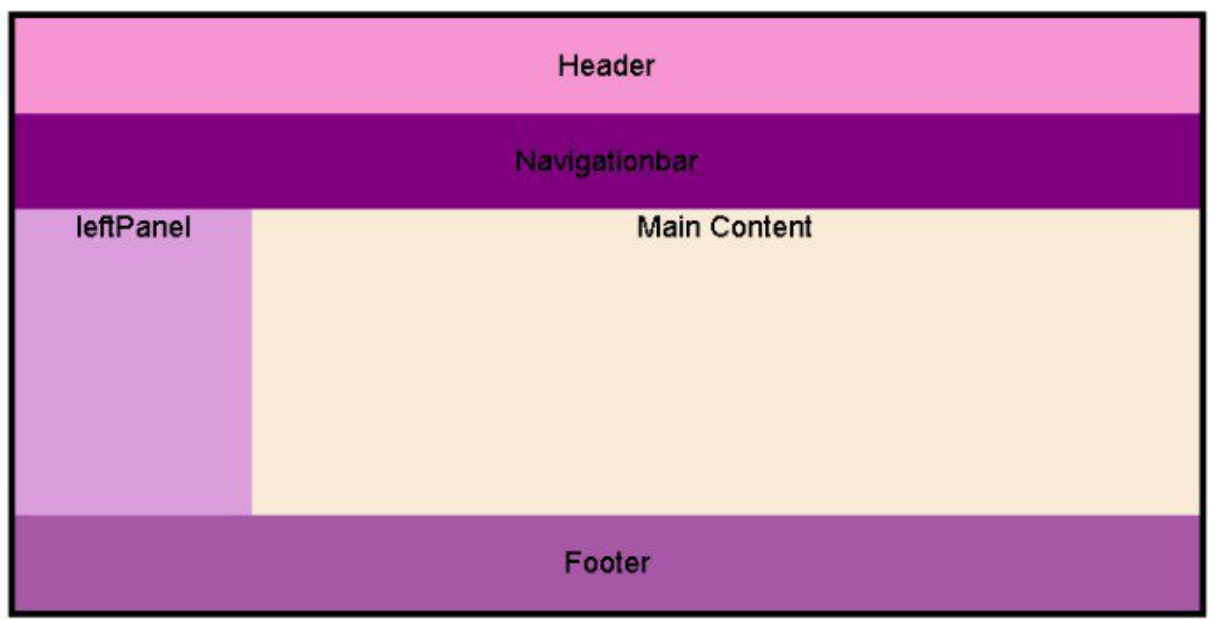 Header
Navigationbar
leftPanel
Main Content
Footer